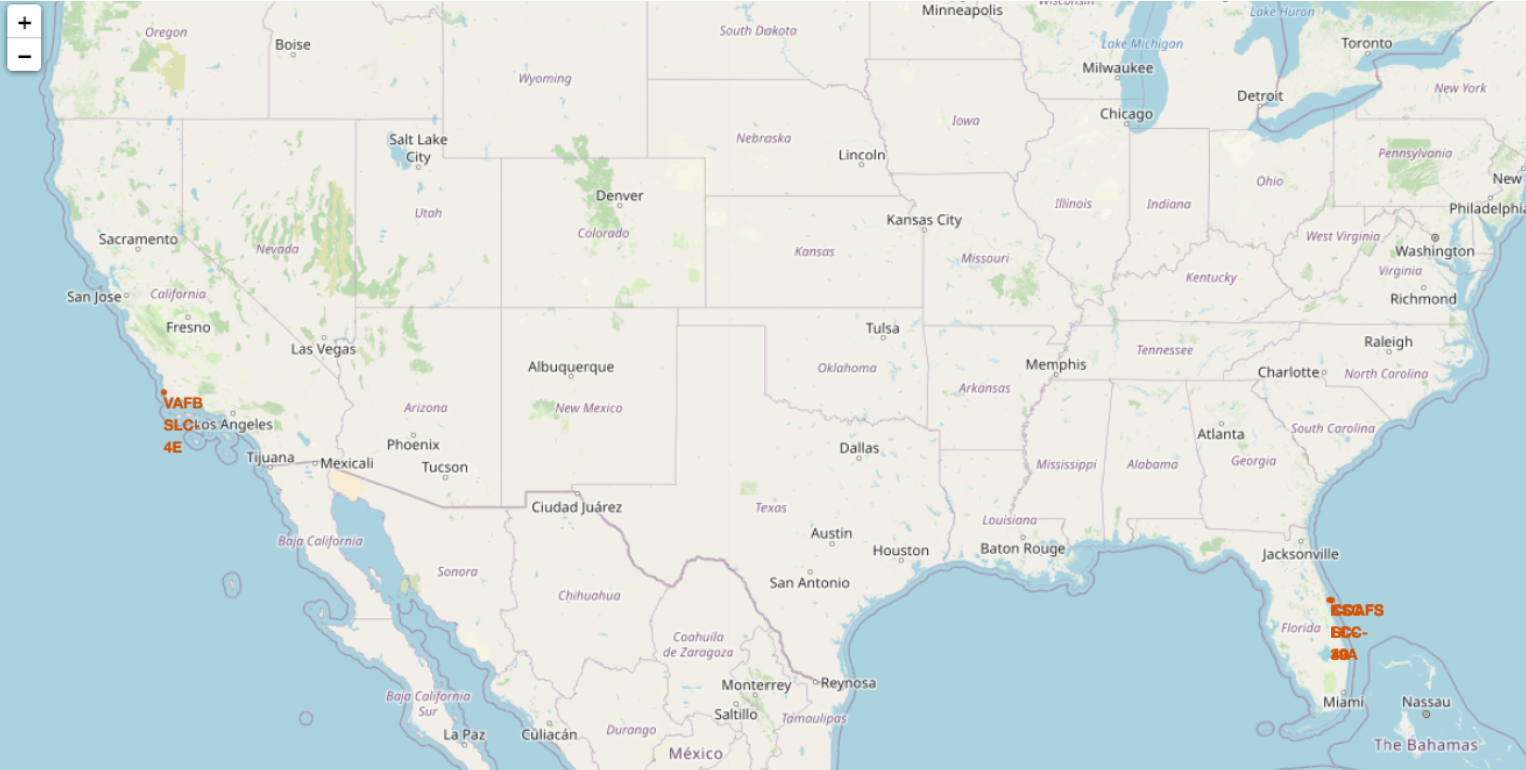 +
−
Oregon
Boise
Wyoming
South Dakota
Minneapolis
Wisconsin
Lake Michigan
Lake Huron
Toronto
Milwaukee
Detroit
New York
Chicago
Iowa
Nebraska
Salt Lake
City
Lincoln
Pennsylvania
New
Ohio
Denver
Utah
Colorado
Kansas City
Illinois
Indiana
Philadelphia
Sacramento
Nevada
Kansas
Missouri
West Virginia
Washington
Virginia
Kentucky
San Jose
California
Richmond
Fresno
Tulsa
Raleigh
Las Vegas
Tennessee
Albuquerque
Oklahoma
Memphis
Charlotte
North Carolina
Arkansas
VAFB
SLC-
4E
Los Angeles
Arizona
New Mexico
Phoenix
Dallas
Atlanta
South Carolina
Tijuana
Mexicali
Tucson
Mississippi
Alabama
Georgia
Ciudad Juárez
Texas
Louisiana
Austin
Houston
Baton Rouge
Jacksonville
Baja California
Sonora
San Antonio
Chihuahua
Florida
Coahuila
de Zaragoza
Monterrey
Reynosa
Baja California
Sur
Saltillo
Tamaulipas
Miami
Nassau
La Paz
Culiacán
Durango
México
The Bahamas